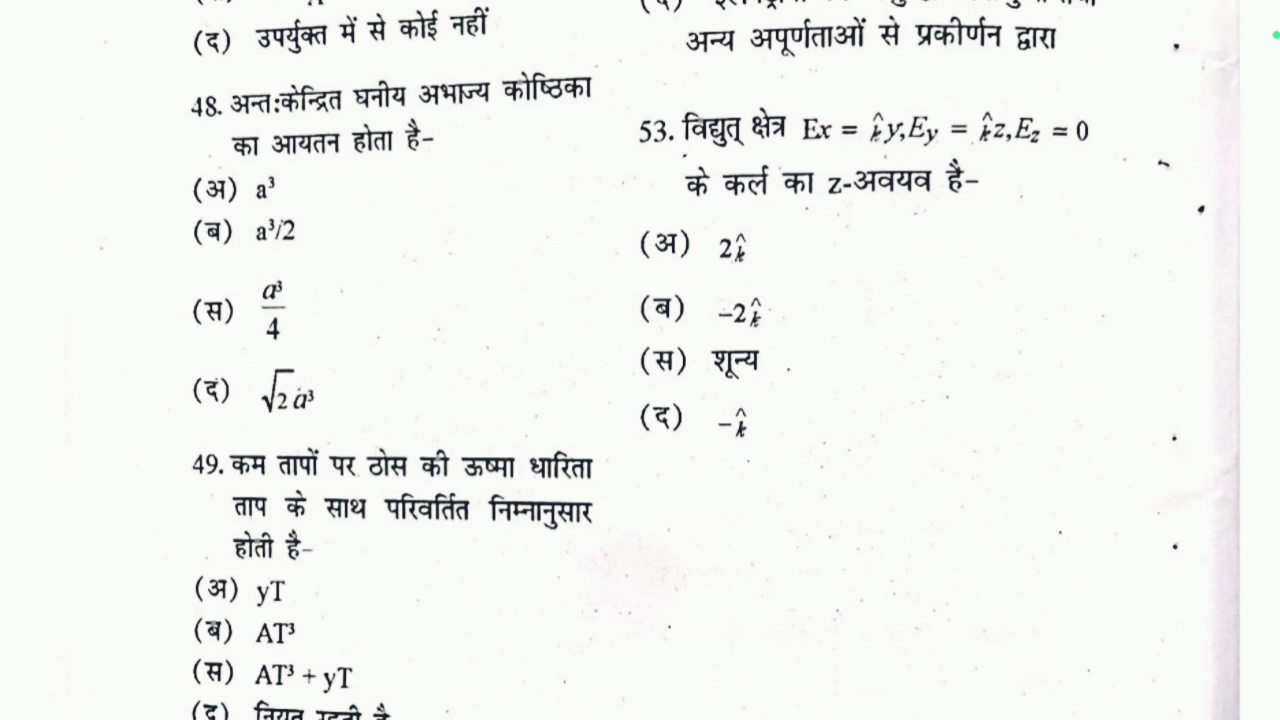 (द) उपर्युक्त में से कोई नहीं
48. अन्त:केन्द्रित घनीय अभाज्य कोष्ठिका
का आयतन होता है-
(अ) a³
(ब) a³/2
(स) a³/4
(द) √2 a³
49. कम तापों पर ठोस की ऊष्मा धारिता
ताप के साथ परिवर्तित निम्नानुसार
होती है-
(अ) yT
(ब) AT³
(स) AT³ + yT
(द) नियत रहती है
अन्य अपूर्णताओं से प्रकीर्णन द्वारा
53. विद्युत् क्षेत्र Ex = k̂y, Ey = k̂z, Ez = 0
के कर्ल का z-अवयव है-
(अ) 2k̂
(ब) -2k̂
(स) शून्य
(द) -k̂